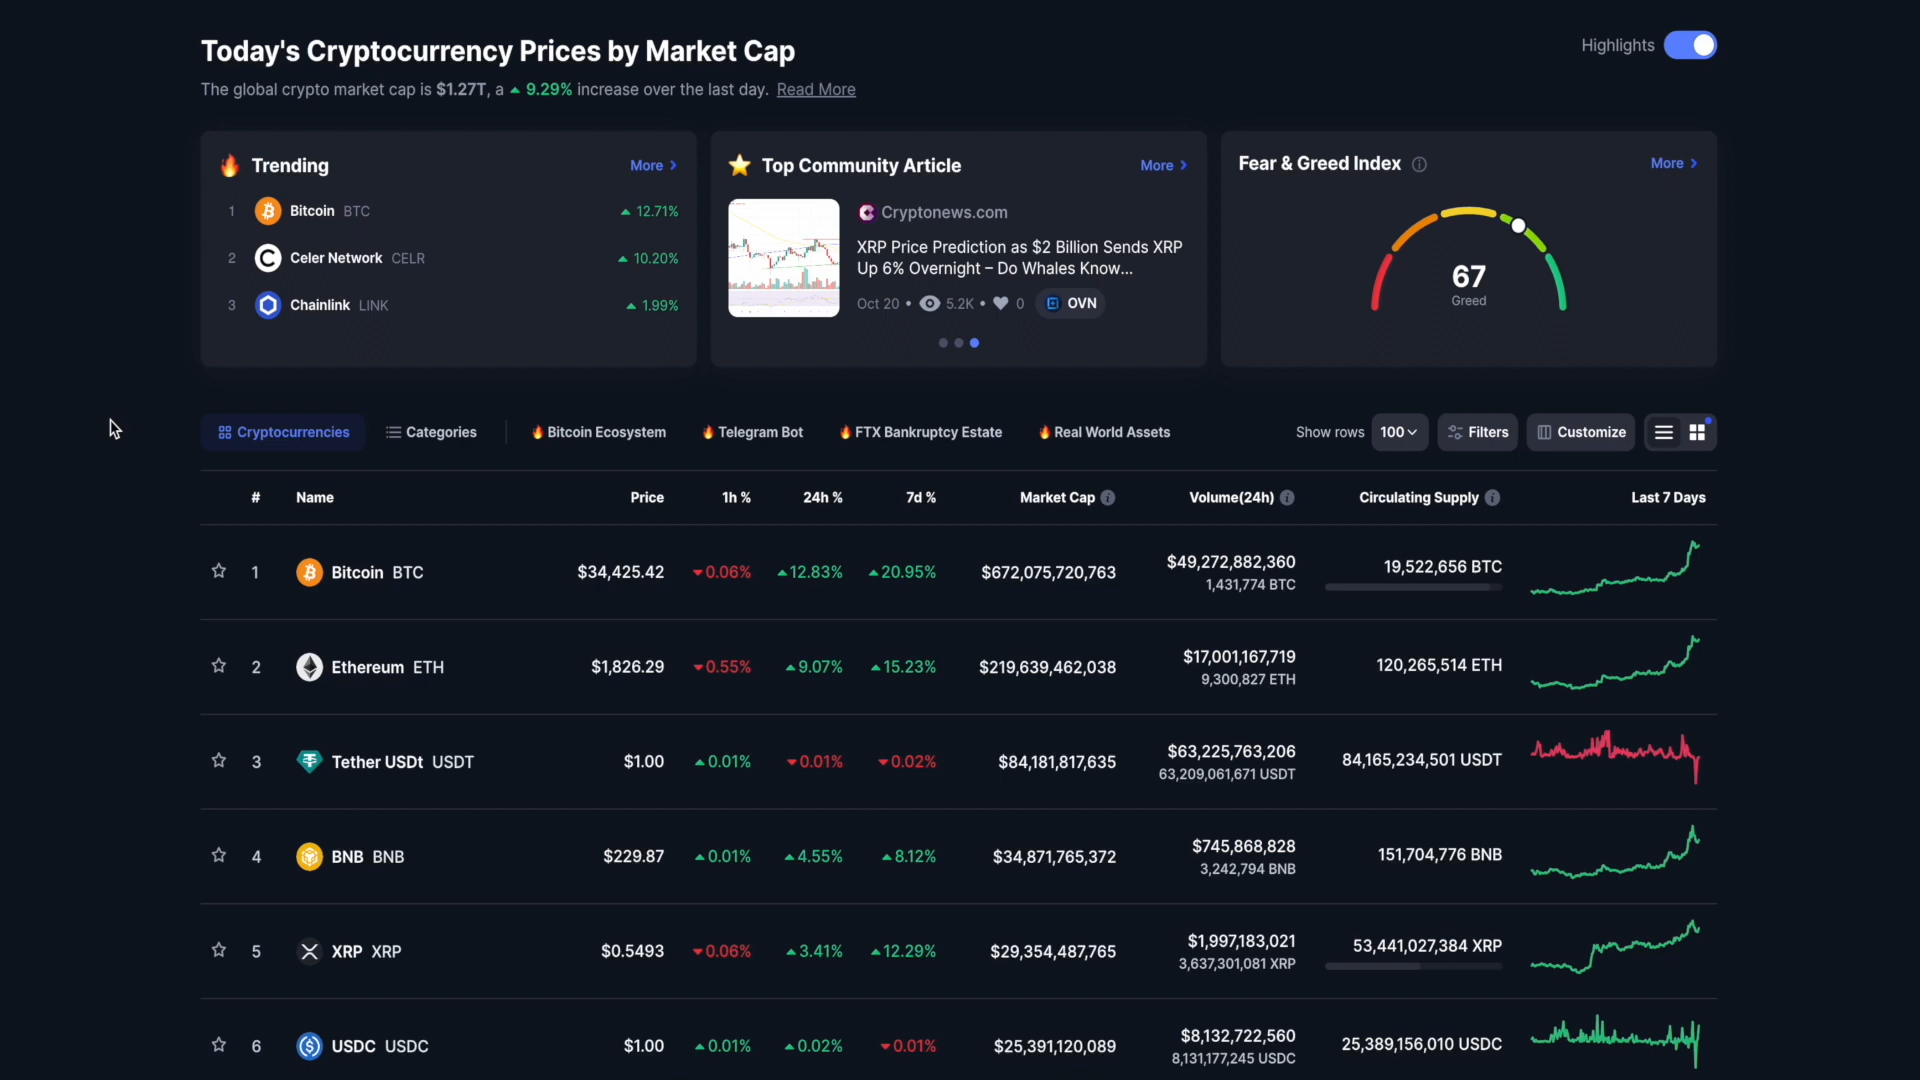 Today's Cryptocurrency Prices by Market Cap
Highlights
The global crypto market cap is $1.27T, a 9.29% increase over the last day. Read More
Trending
More
1 Bitcoin BTC 12.71%
2 Celer Network CELR 10.20%
3 Chainlink LINK 1.99%
Top Community Article
More
Cryptonews.com
XRP Price Prediction as $2 Billion Sends XRP
Up 6% Overnight – Do Whales Know...
Oct 20 • 5.2K • 0 OVN
Fear & Greed Index
More
67
Greed
Cryptocurrencies Categories Bitcoin Ecosystem Telegram Bot FTX Bankruptcy Estate Real World Assets Show rows 100 Filters Customize
# Name Price 1h % 24h % 7d % Market Cap Volume(24h) Circulating Supply Last 7 Days
1 Bitcoin BTC $34,425.42 0.06% 12.83% 20.95% $672,075,720,763 $49,272,882,360 19,522,656 BTC
1,431,774 BTC
2 Ethereum ETH $1,826.29 0.55% 9.07% 15.23% $219,639,462,038 $17,001,167,719 120,265,514 ETH
9,300,827 ETH
3 Tether USDt USDT $1.00 0.01% 0.01% 0.02% $84,181,817,635 $63,225,763,206 84,165,234,501 USDT
63,209,061,671 USDT
4 BNB BNB $229.87 0.01% 4.55% 8.12% $34,871,765,372 $745,868,828 151,704,776 BNB
3,242,794 BNB
5 XRP XRP $0.5493 0.06% 3.41% 12.29% $29,354,487,765 $1,997,183,021 53,441,027,384 XRP
3,637,301,081 XRP
6 USDC USDC $1.00 0.01% 0.02% 0.01% $25,391,120,089 $8,132,722,560 25,389,156,010 USDC
8,131,177,245 USDC